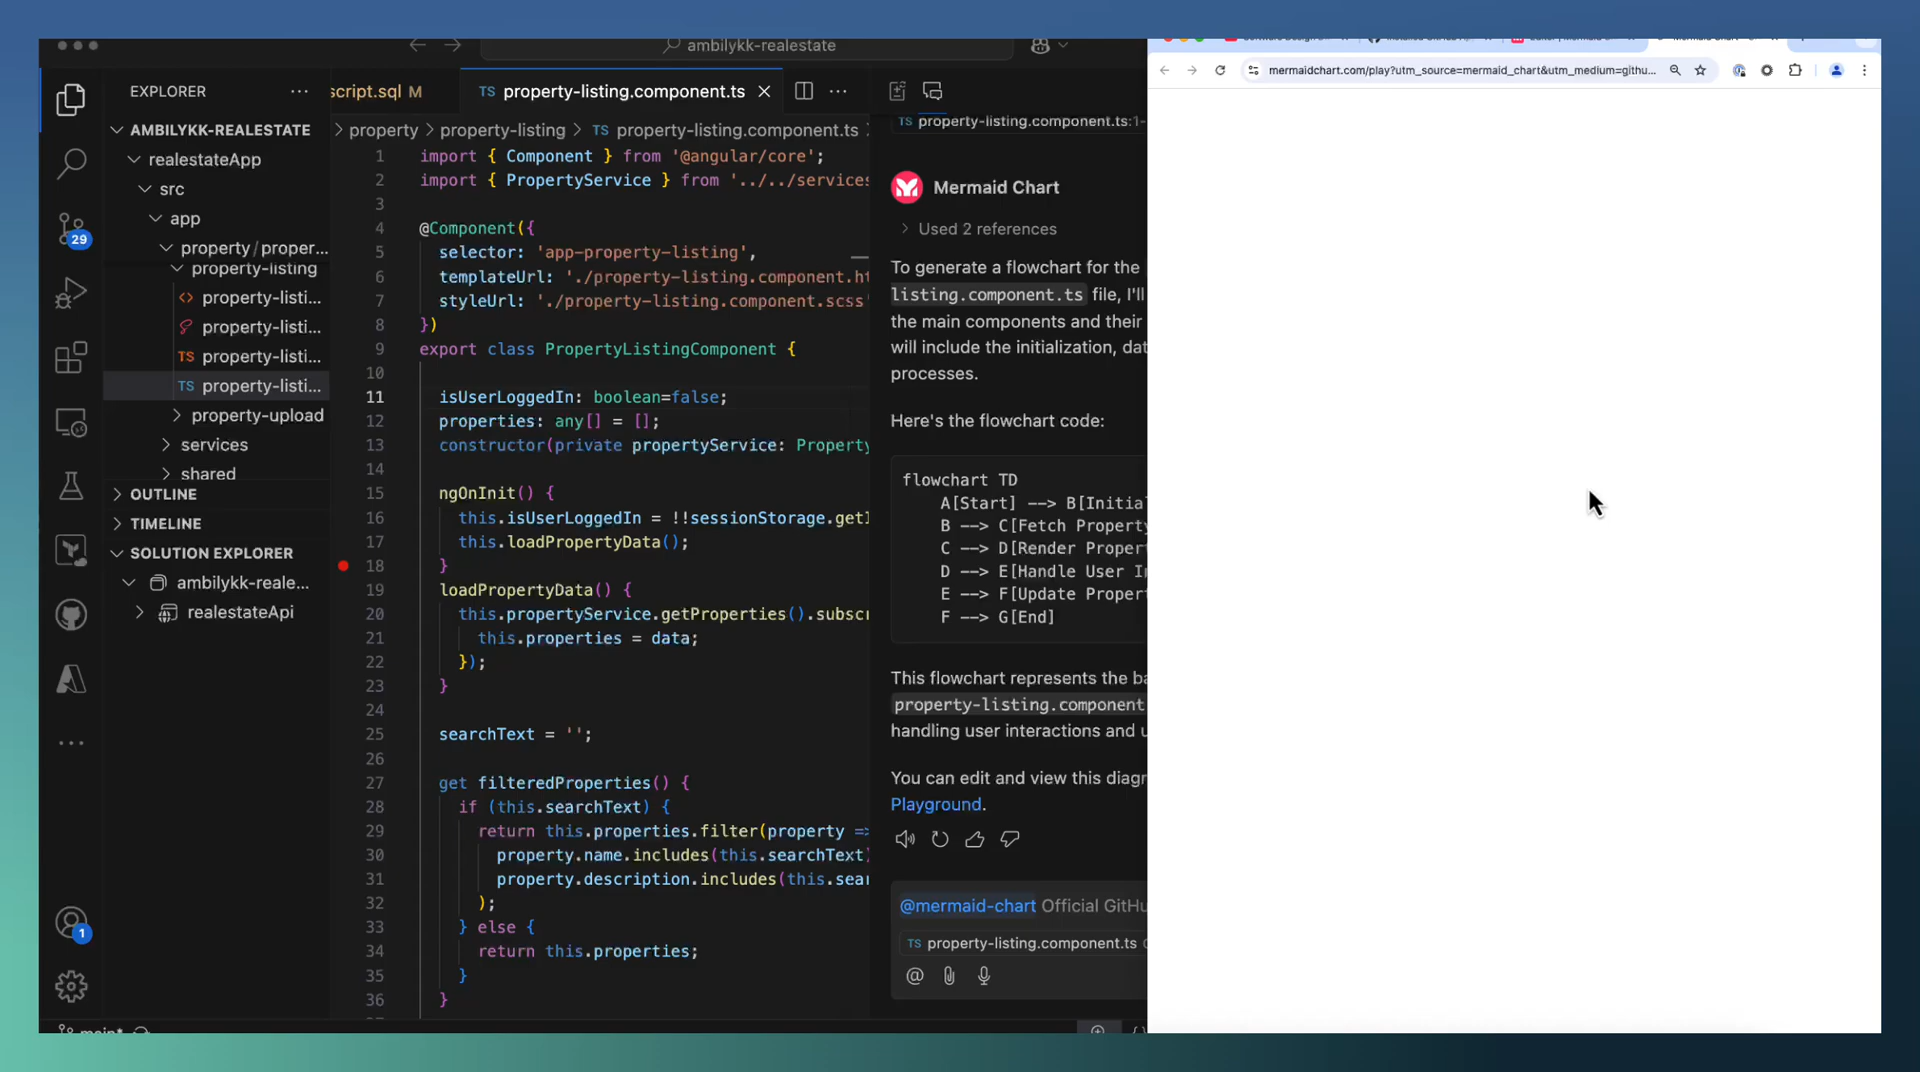 ambilykk-realestate
EXPLORER
AMBILYKK-REALESTATE
realestateApp
src
app
property / proper...
property-listing
property-listi...
property-listi...
TS property-listi...
TS property-listi...
property-upload
services
shared
OUTLINE
TIMELINE
SOLUTION EXPLORER
ambilykk-reale...
realestateApi
29
1
main*
script.sql M
TS property-listing.component.ts
property > property-listing > TS property-listing.component.ts
1 import { Component } from '@angular/core';
2 import { PropertyService } from '../../services
3
4 @Component({
5 selector: 'app-property-listing',
6 templateUrl: './property-listing.component.ht
7 styleUrl: './property-listing.component.scss'
8 })
9 export class PropertyListingComponent {
10
11 isUserLoggedIn: boolean=false;
12 properties: any[] = [];
13 constructor(private propertyService: Property
14
15 ngOnInit() {
16 this.isUserLoggedIn = !!sessionStorage.getI
17 this.loadPropertyData();
18 }
19 loadPropertyData() {
20 this.propertyService.getProperties().subscr
21 this.properties = data;
22 });
23 }
24
25 searchText = '';
26
27 get filteredProperties() {
28 if (this.searchText) {
29 return this.properties.filter(property =>
30 property.name.includes(this.searchText)
31 property.description.includes(this.sear
32 );
33 } else {
34 return this.properties;
35 }
36 }
TS property-listing.component.ts:1-
Mermaid Chart
Used 2 references
To generate a flowchart for the
listing.component.ts file, I'll
the main components and their
will include the initialization, dat
processes.
Here's the flowchart code:
flowchart TD
A[Start] --> B[Initial
B --> C[Fetch Property
C --> D[Render Propert
D --> E[Handle User In
E --> F[Update Propert
F --> G[End]
This flowchart represents the ba
property-listing.component
handling user interactions and u
You can edit and view this diagr
Playground.
@mermaid-chart Official GitHu
TS property-listing.component.ts
mermaidchart.com/play?utm_source=mermaid_chart&utm_medium=githu...